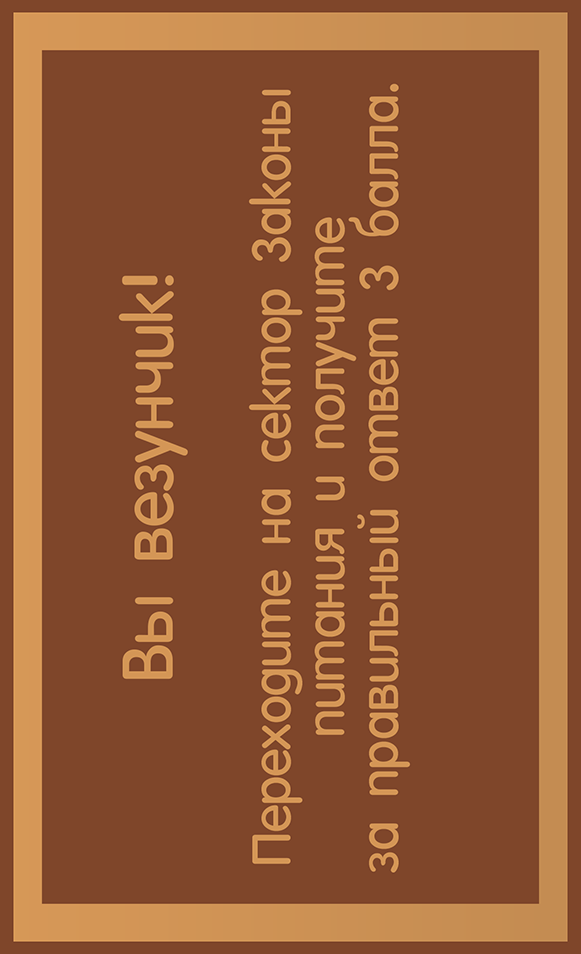 Вы везунчик!
Переходите на сектор Законы
питания и получите
за правильный ответ 3 балла.